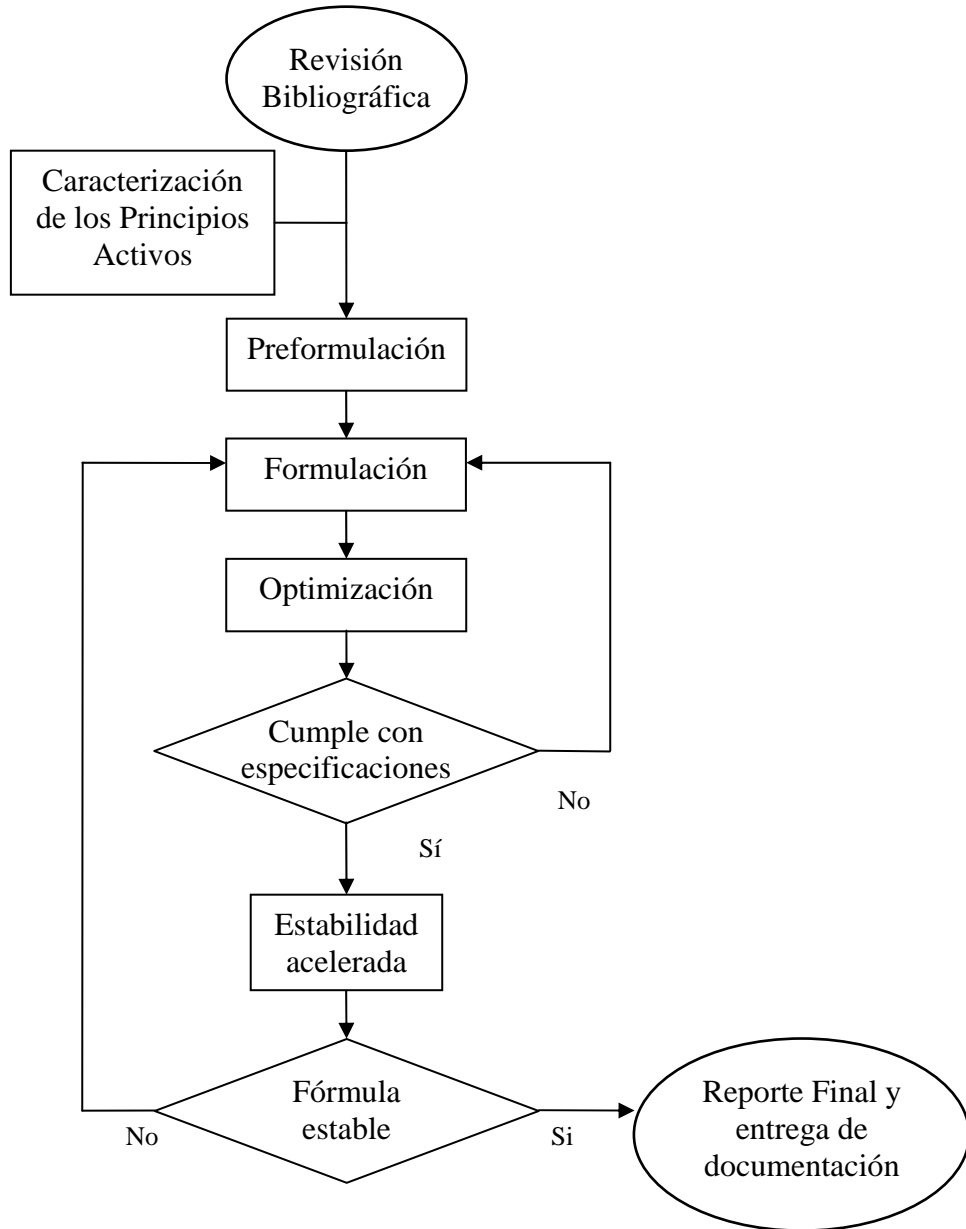 Revisión
Bibliográfica
Caracterización
de los Principios
Activos
Preformulación
Formulación
Optimización
Cumple con
especificaciones
No
Sí
Estabilidad
acelerada
Fórmula
estable
No
Si
Reporte Final y
entrega de
documentación